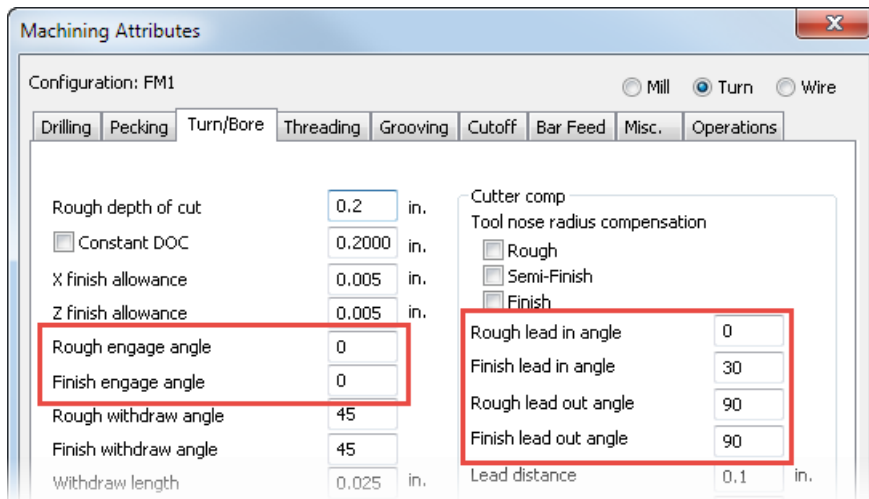 Machining Attributes
Configuration: FM1
Mill Turn Wire
Drilling Pecking Turn/Bore Threading Grooving Cutoff Bar Feed Misc. Operations
Rough depth of cut 0.2 in.
Constant DOC 0.2000 in.
X finish allowance 0.005 in.
Z finish allowance 0.005 in.
Rough engage angle 0
Finish engage angle 0
Rough withdraw angle 45
Finish withdraw angle 45
Withdraw length 0.025 in.
Cutter comp
Tool nose radius compensation
Rough
Semi-Finish
Finish
Rough lead in angle 0
Finish lead in angle 30
Rough lead out angle 90
Finish lead out angle 90
Lead distance 0.1 in.